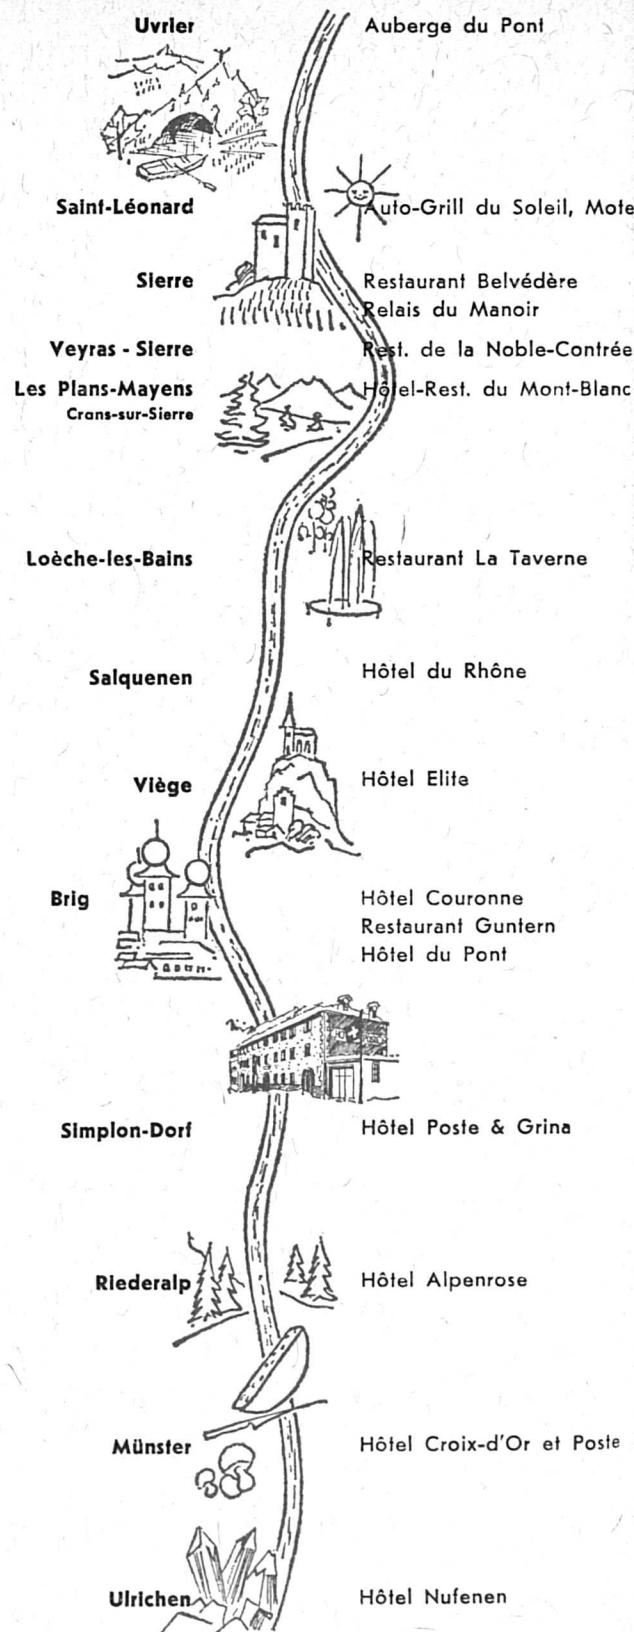 Uvrier Auberge du Pont
Saint-Léonard Auto-Grill du Soleil, Mote
Sierre Restaurant Belvédère
Relais du Manoir
Veyras - Sierre Rest. de la Noble-Contrée
Les Plans-Mayens Hôtel-Rest. du Mont-Blanc
Crans-sur-Sierre
Loèche-les-Bains Restaurant La Taverne
Salquenen Hôtel du Rhône
Viège Hôtel Elite
Brig Hôtel Couronne
Restaurant Guntern
Hôtel du Pont
Simplon-Dorf Hôtel Poste & Grina
Riederalp Hôtel Alpenrose
Münster Hôtel Croix-d'Or et Poste
Ulrichen Hôtel Nufenen